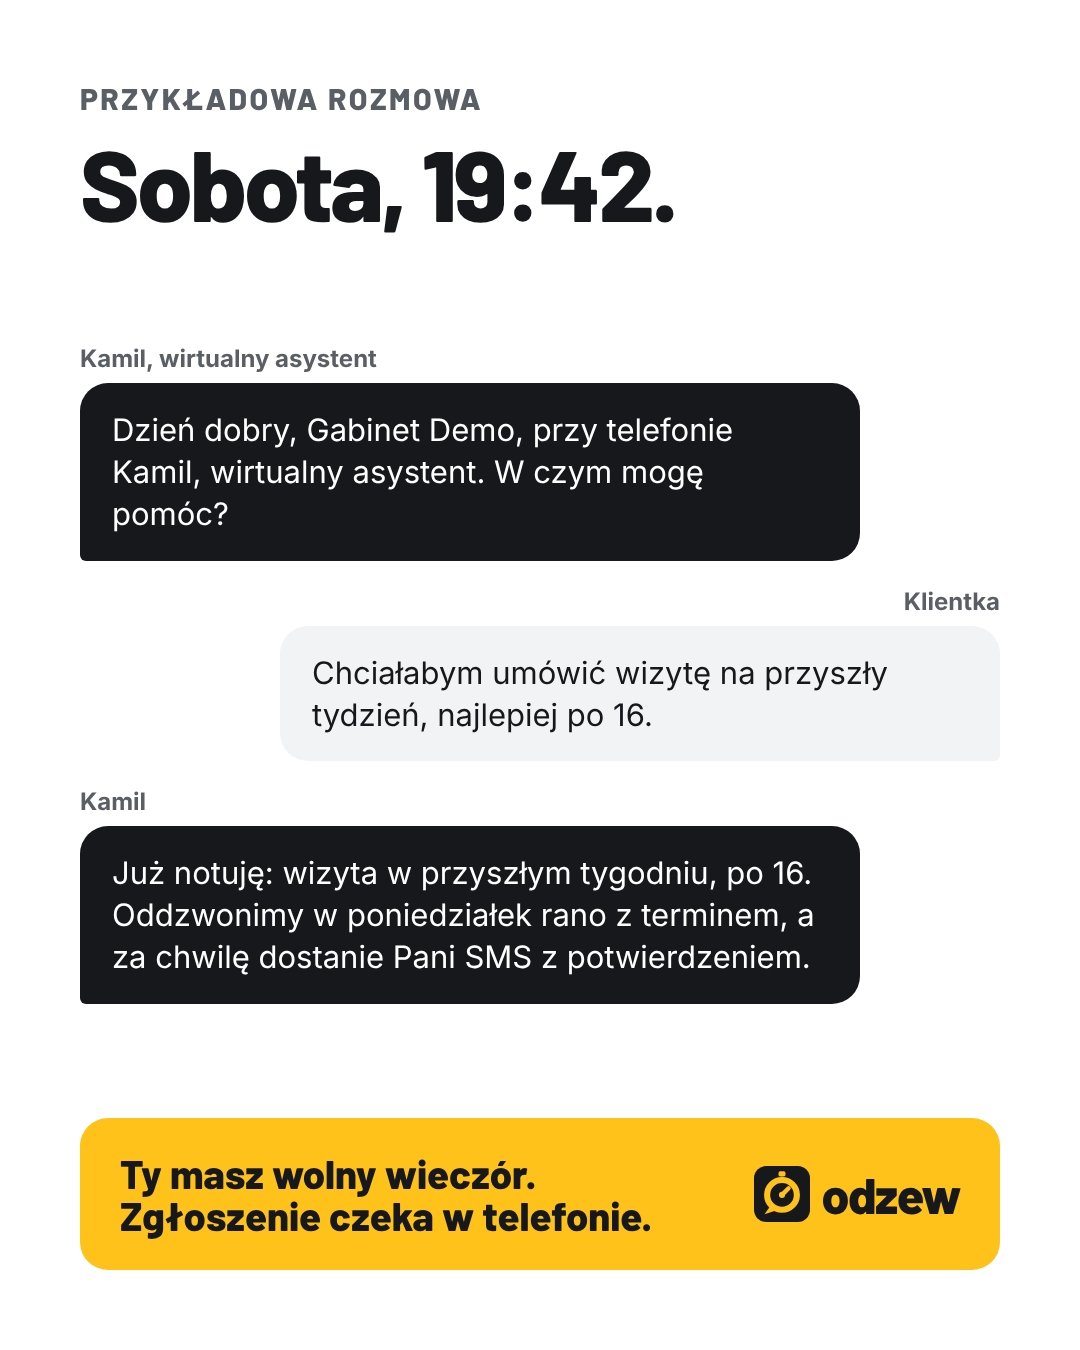 PRZYKŁADOWA ROZMOWA
Sobota, 19:42.
Kamil, wirtualny asystent
Dzień dobry, Gabinet Demo, przy telefonie
Kamil, wirtualny asystent. W czym mogę
pomóc?
Klientka
Chciałabym umówić wizytę na przyszły
tydzień, najlepiej po 16.
Kamil
Już notuję: wizyta w przyszłym tygodniu, po 16.
Oddzwonimy w poniedziałek rano z terminem, a
za chwilę dostanie Pani SMS z potwierdzeniem.
Ty masz wolny wieczór.
Zgłoszenie czeka w telefonie.
odzew